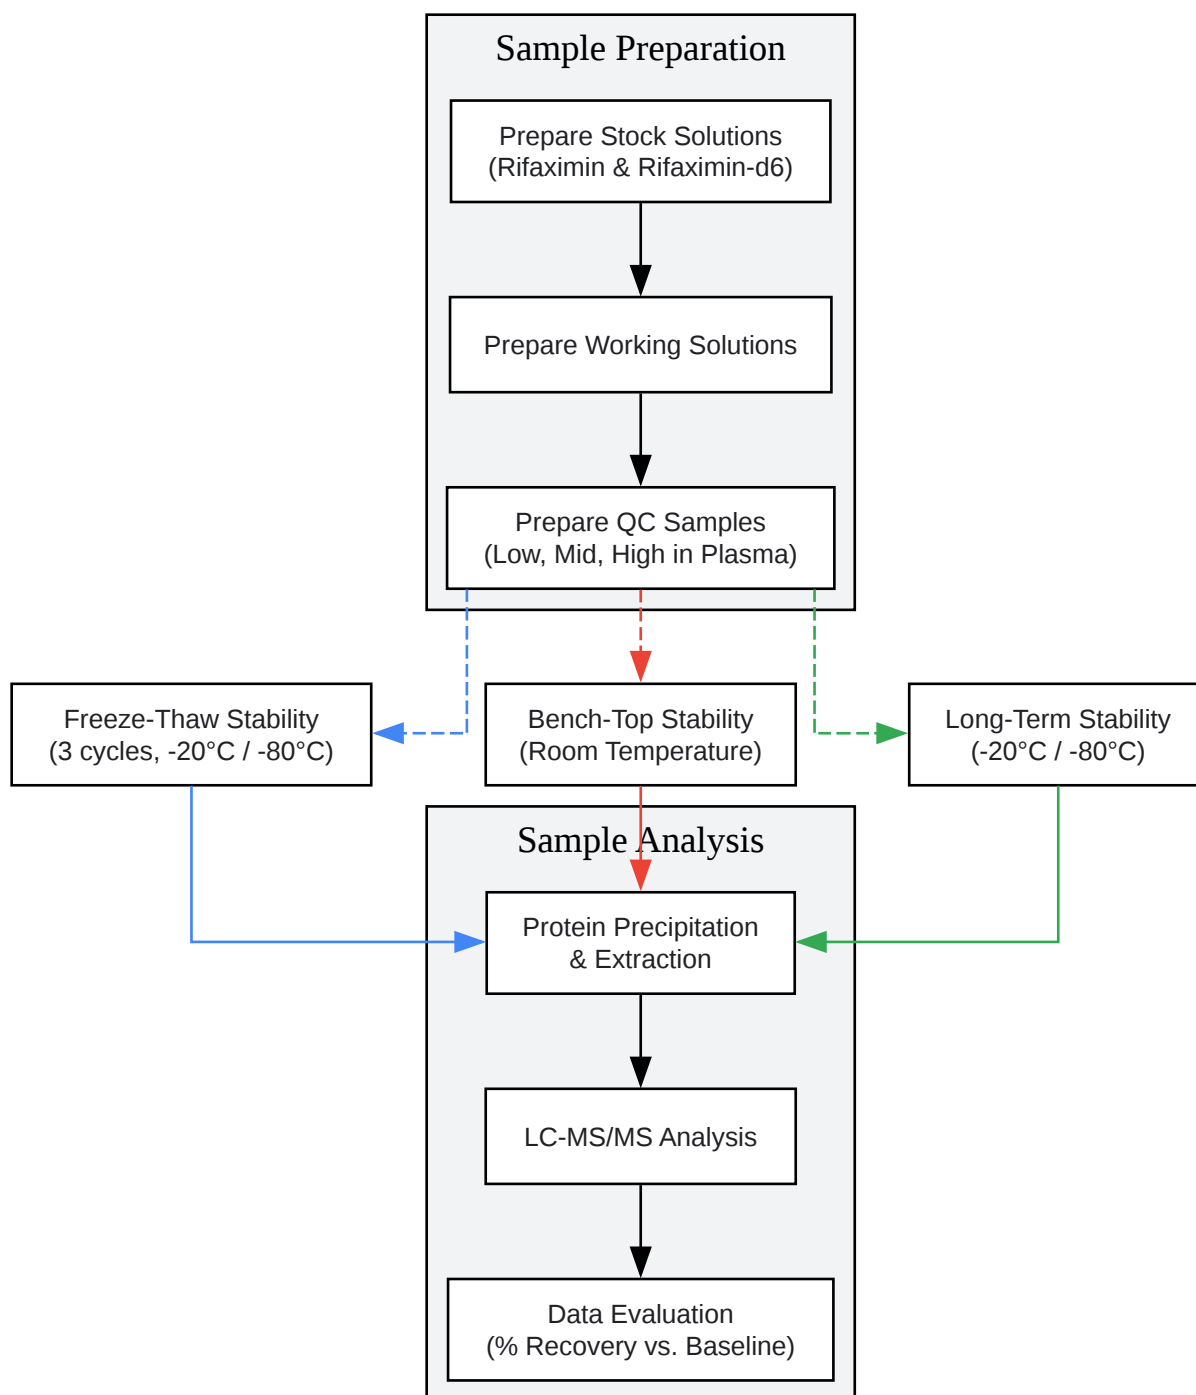 Sample Preparation
Prepare Stock Solutions
(Rifaximin & Rifaximin-d6)
Prepare Working Solutions
Prepare QC Samples
(Low, Mid, High in Plasma)
Freeze-Thaw Stability
(3 cycles, -20°C / -80°C)
Bench-Top Stability
(Room Temperature)
Long-Term Stability
(-20°C / -80°C)
Sample Analysis
Protein Precipitation
& Extraction
LC-MS/MS Analysis
Data Evaluation
(% Recovery vs. Baseline)